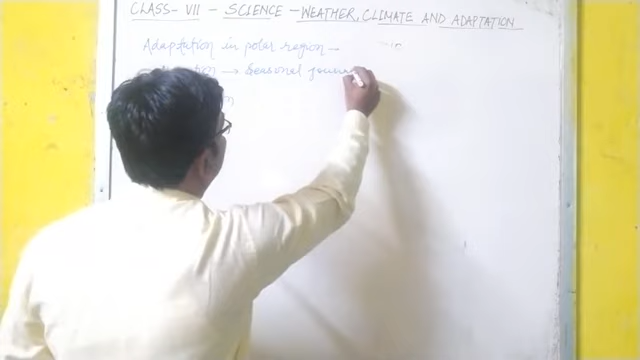 CLASS- VII - SCIENCE - WEATHER, CLIMATE AND ADAPTATION
Adaptation in polar region -
→ Seasonal